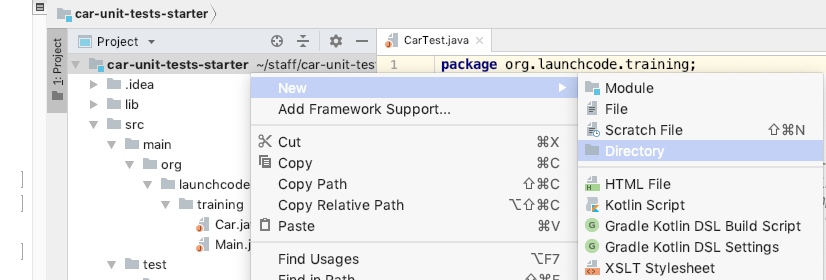 car-unit-tests-starter
1: Project
Project
CarTest.java
car-unit-tests-starter ~/staff/car-unit-tes
1 package org.launchcode.training;
.idea
lib
src
main
org
launchcode
training
Car.ja
Main.j
test
New
Add Framework Support...
Cut ⌘X
Copy ⌘C
Copy Path ⇧⌘C
Copy Relative Path ⌥⇧⌘C
Paste ⌘V
Find Usages ⌥F7
Find in Path ⇧⌘F
Module
File
Scratch File ⇧⌘N
Directory
HTML File
Kotlin Script
Gradle Kotlin DSL Build Script
Gradle Kotlin DSL Settings
XSLT Stylesheet